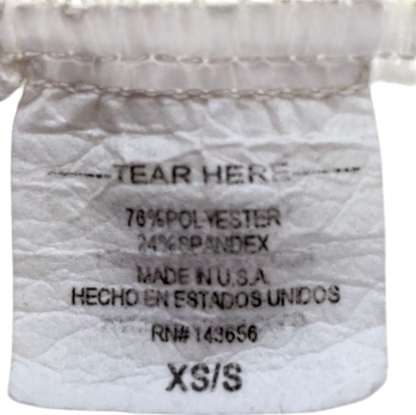 TEAR HERE
76%POLYESTER
24%SPANDEX
MADE IN U.S.A.
HECHO EN ESTADOS UNIDOS
RN# 143656
XS/S